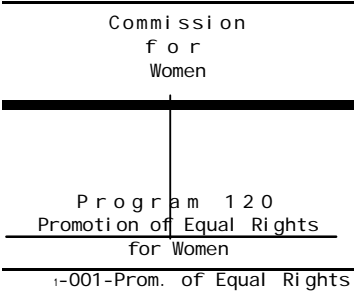 Commission
for
Women
Program 120
Promotion of Equal Rights
for Women
1-001-Prom. of Equal Rights